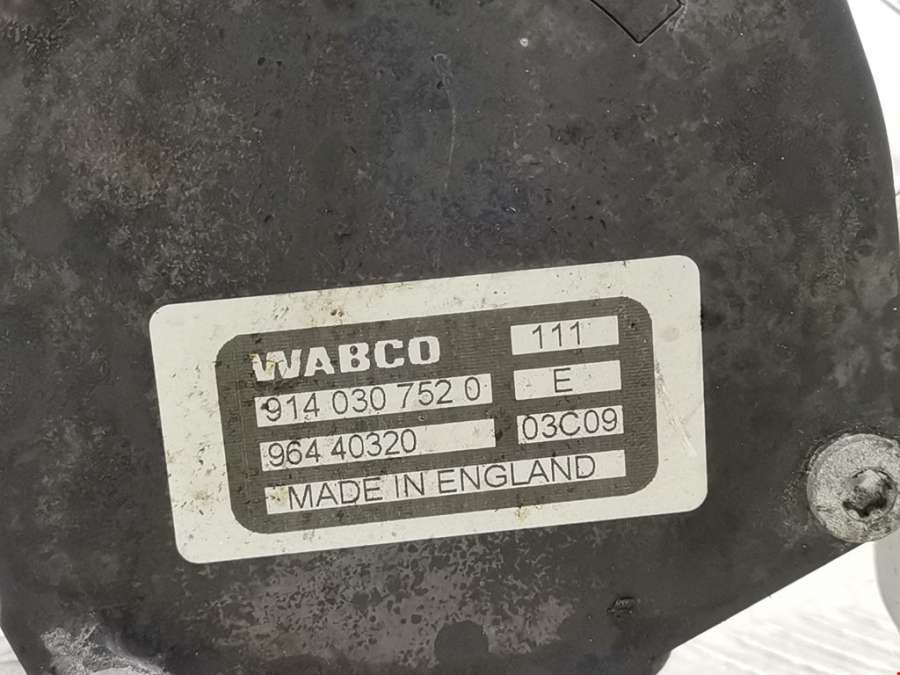 WABCO 111
914 030 752 0 E
964 40320 03C09
MADE IN ENGLAND